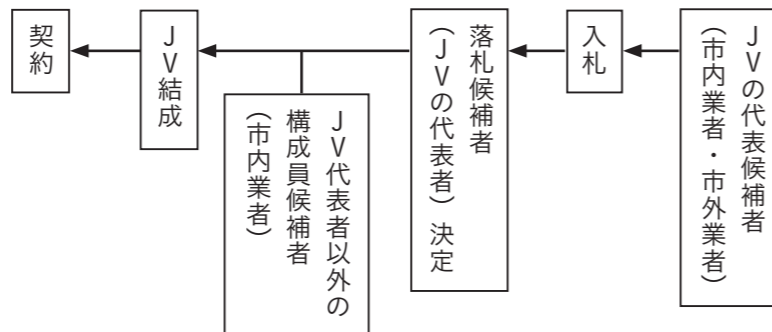 JVの代表候補者
(市内業者・市外業者)
入札
落札候補者
(JVの代表者)決定
JV代表者以外の
構成員候補者
(市内業者)
JV結成
契約